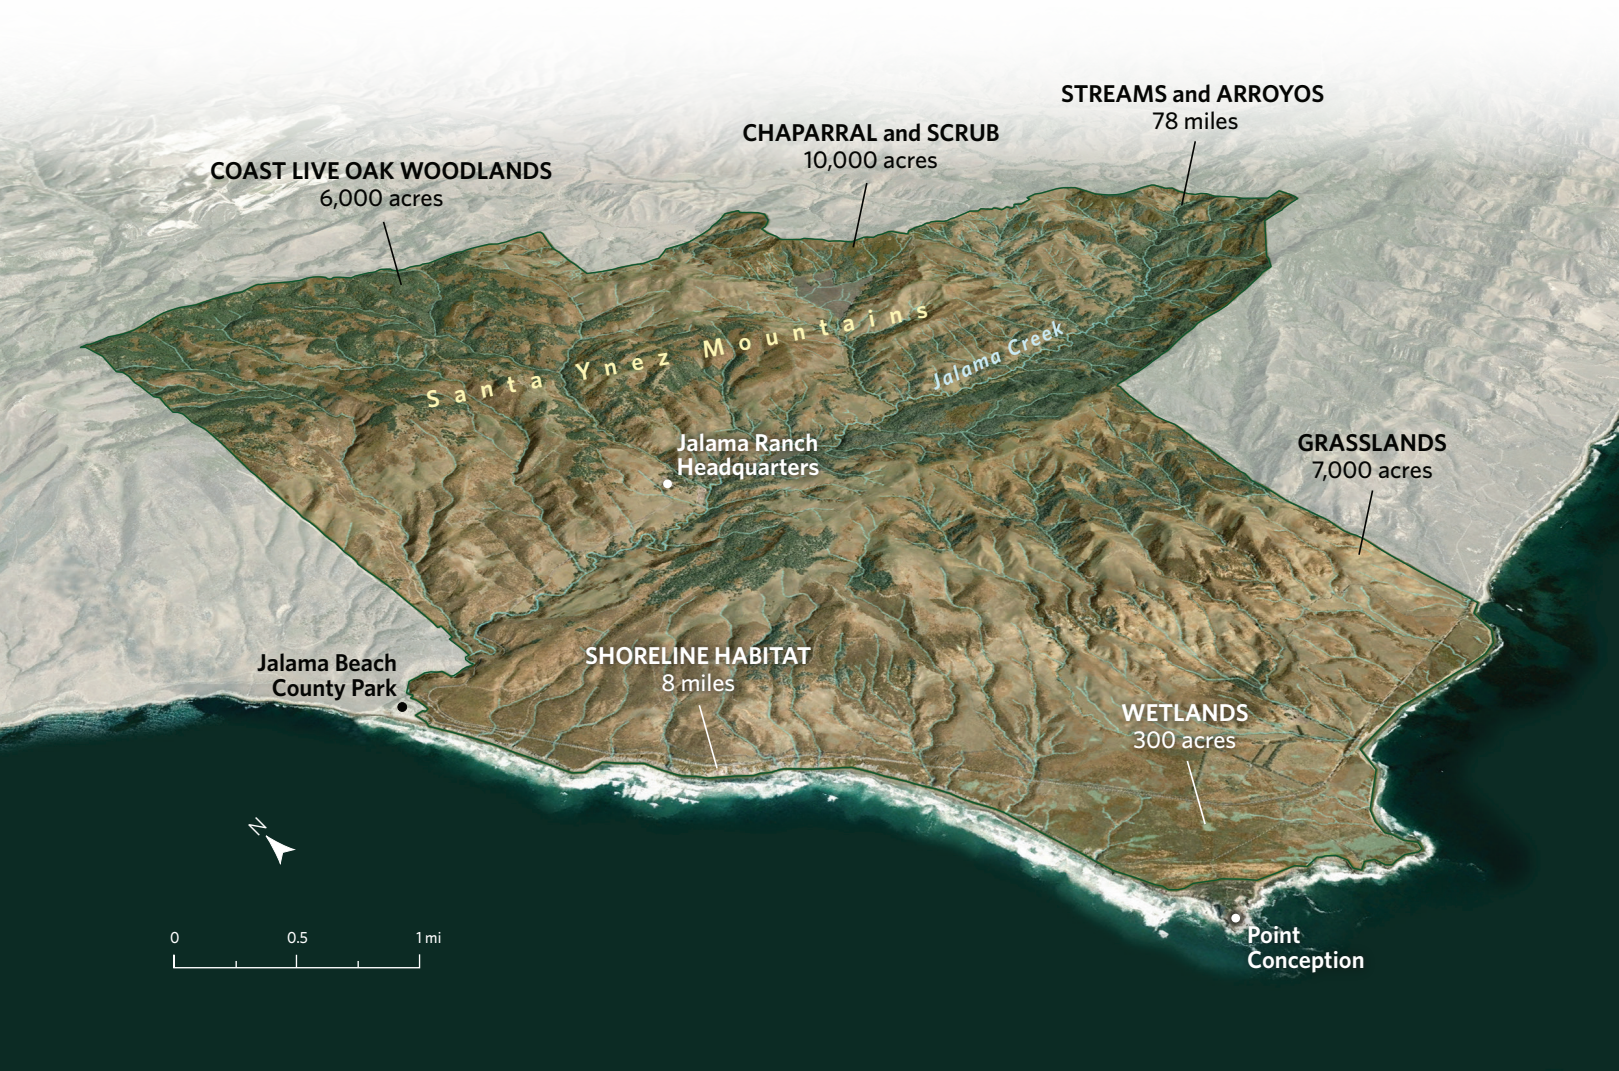 STREAMS and ARROYOS
78 miles
CHAPARRAL and SCRUB
10,000 acres
COAST LIVE OAK WOODLANDS
6,000 acres
Santa Ynez Mountains
Jalama Creek
Jalama Ranch
Headquarters
GRASSLANDS
7,000 acres
SHORELINE HABITAT
8 miles
Jalama Beach
County Park
WETLANDS
300 acres
N
0 0.5 1 mi
Point
Conception